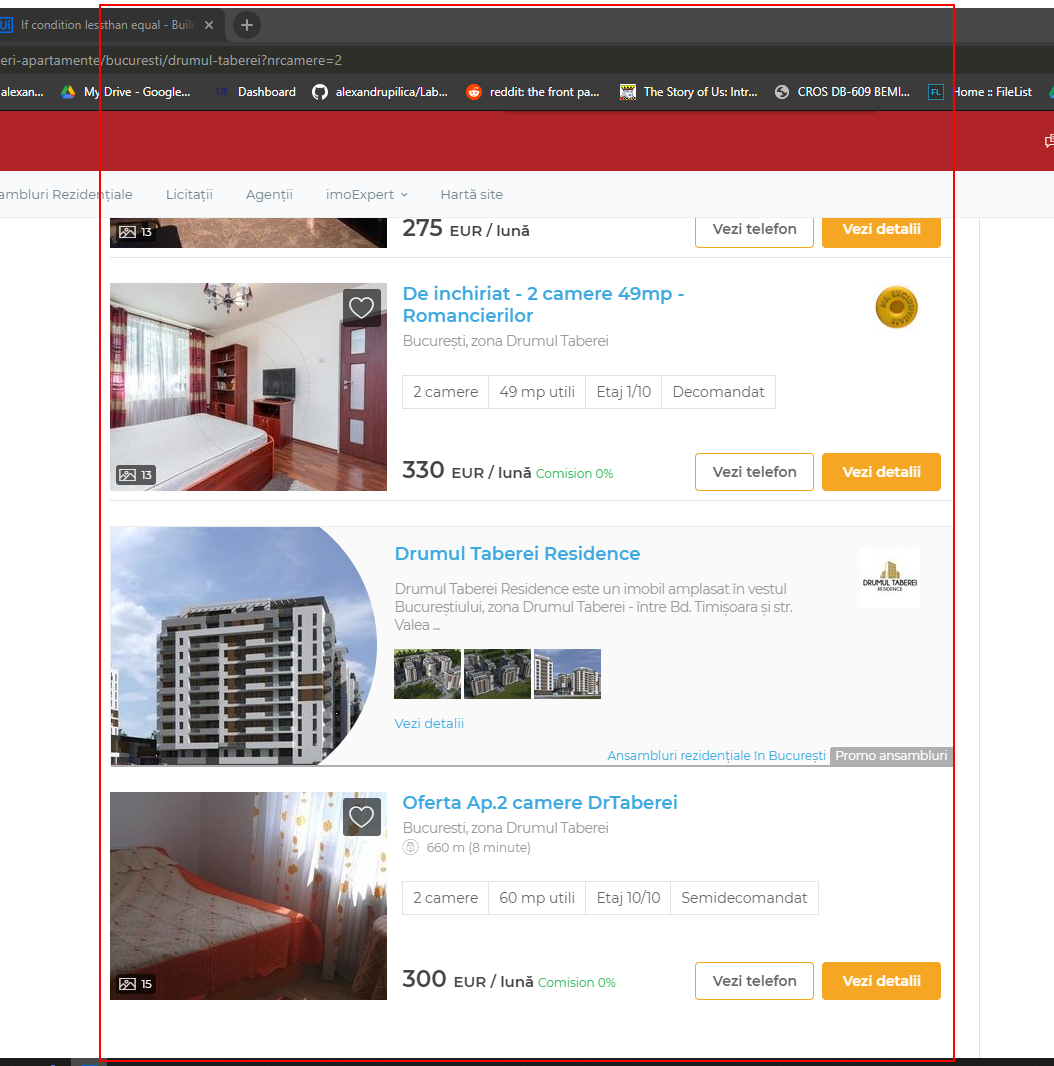 If condition lessthan equal - Buil
eri-apartamente/bucuresti/drumul-taberei?nrcamere=2
alexan... My Drive - Google... UB Dashboard alexandrupilica/Lab... reddit: the front pa... The Story of Us: Intr... CROS DB-609 BEMI... FL Home :: FileList
ambluri Rezidențiale Licitații Agenții imoExpert Hartă site
13 275 EUR / lună Vezi telefon Vezi detalii
De inchiriat - 2 camere 49mp -
Romancierilor
București, zona Drumul Taberei
2 camere 49 mp utili Etaj 1/10 Decomandat
13 330 EUR / lună Comision 0% Vezi telefon Vezi detalii
Drumul Taberei Residence
DRUMUL TABEREI
RESIDENCE
Drumul Taberei Residence este un imobil amplasat în vestul
Bucureștiului, zona Drumul Taberei - între Bd. Timișoara și str.
Valea ...
Vezi detalii
Ansambluri rezidențiale în București Promo ansambluri
Oferta Ap.2 camere DrTaberei
Bucuresti, zona Drumul Taberei
660 m (8 minute)
2 camere 60 mp utili Etaj 10/10 Semidecomandat
15 300 EUR / lună Comision 0% Vezi telefon Vezi detalii